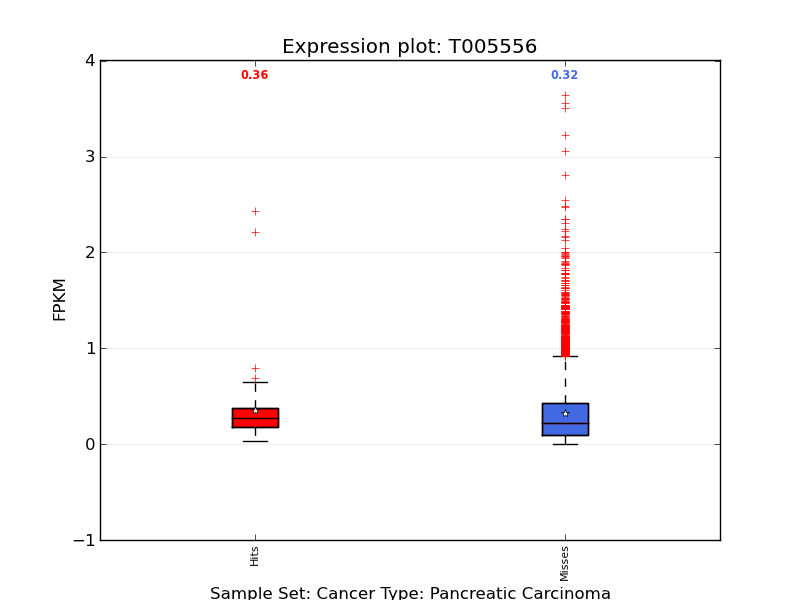 Expression plot: T005556
0.36
0.32
4
3
2
1
0
−1
FPKM
Hits
Misses
Sample Set: Cancer Type: Pancreatic Carcinoma